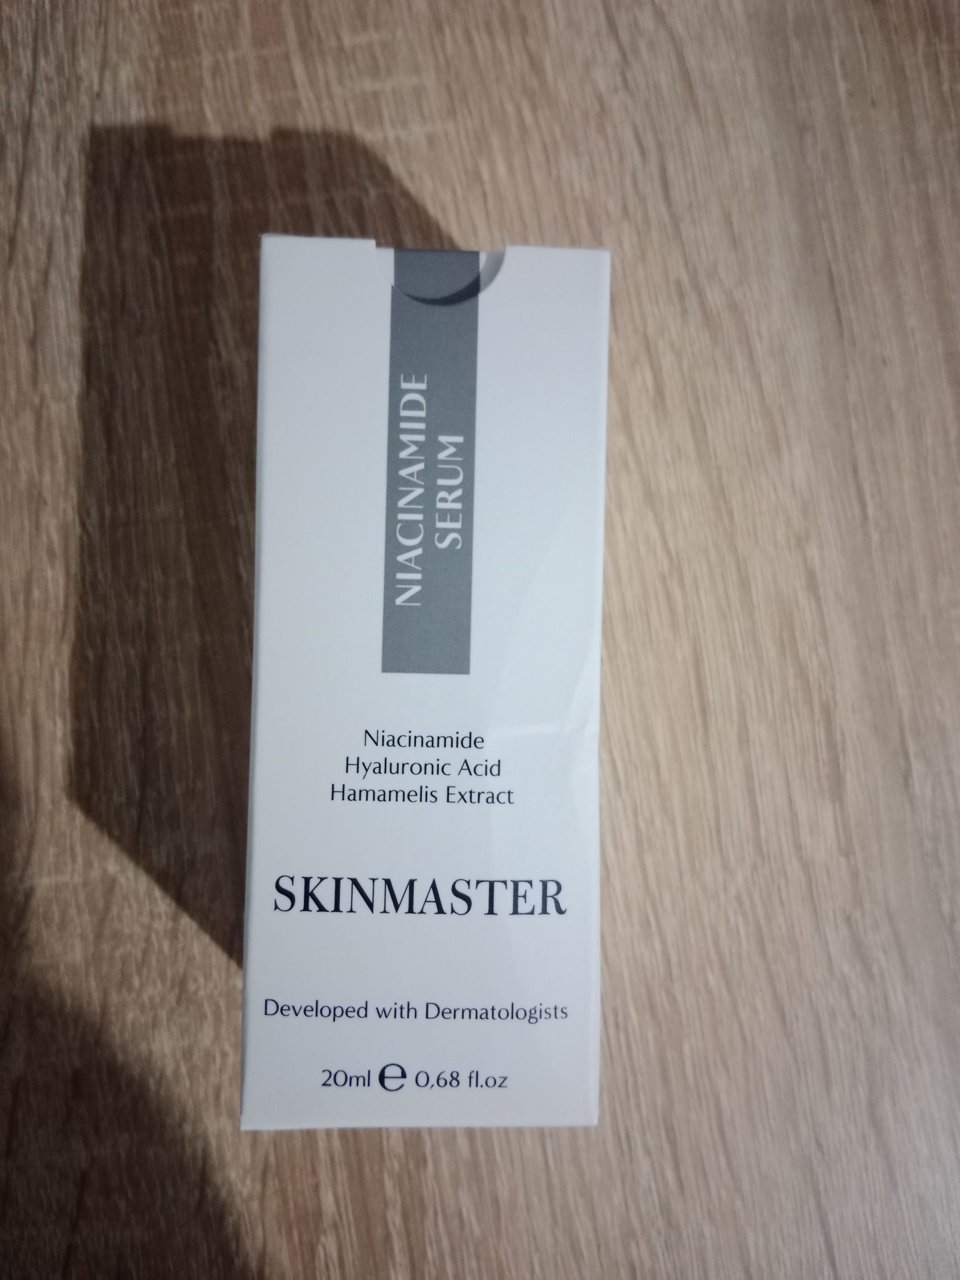 NIACINAMIDE
SERUM
Niacinamide
Hyaluronic Acid
Hamamelis Extract
SKINMASTER
Developed with Dermatologists
20ml ℮ 0,68 fl.oz